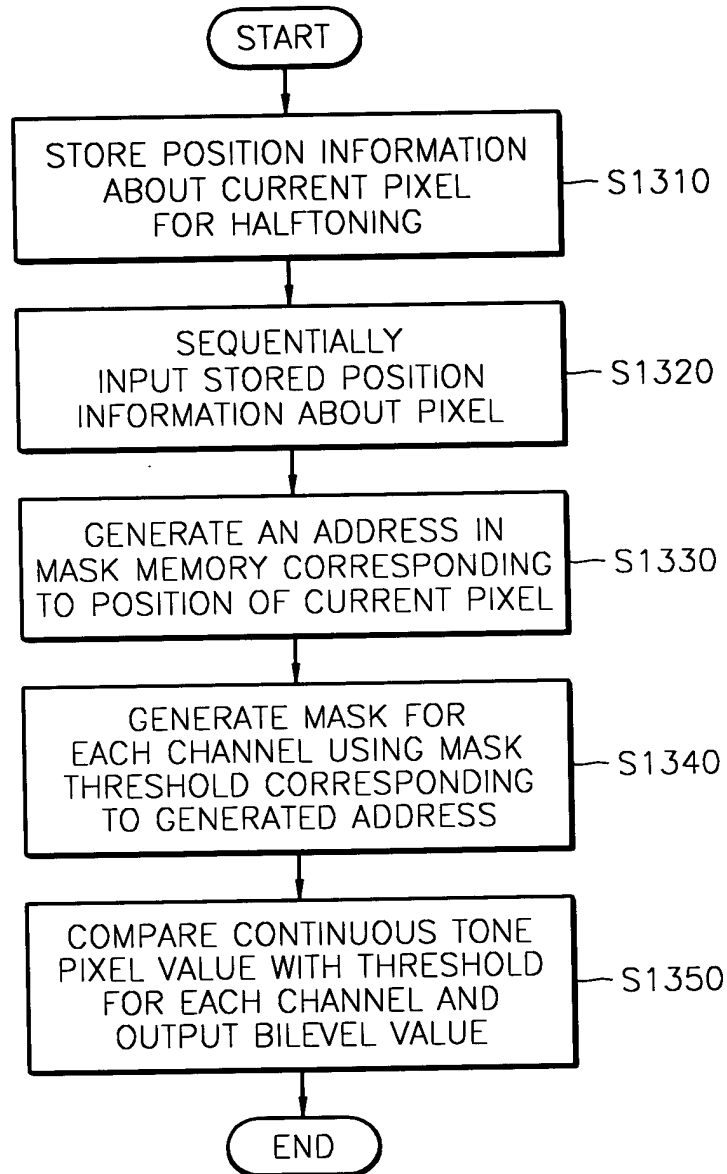 START
STORE POSITION INFORMATION
ABOUT CURRENT PIXEL
FOR HALFTONING
S1310
SEQUENTIALLY
INPUT STORED POSITION
INFORMATION ABOUT PIXEL
S1320
GENERATE AN ADDRESS IN
MASK MEMORY CORRESPONDING
TO POSITION OF CURRENT PIXEL
S1330
GENERATE MASK FOR
EACH CHANNEL USING MASK
THRESHOLD CORRESPONDING
TO GENERATED ADDRESS
S1340
COMPARE CONTINUOUS TONE
PIXEL VALUE WITH THRESHOLD
FOR EACH CHANNEL AND
OUTPUT BILEVEL VALUE
S1350
END